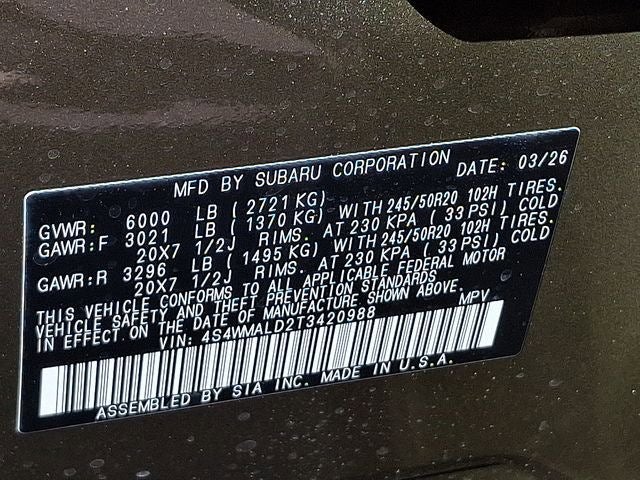 MFD BY SUBARU CORPORATION DATE: 03/26
GVWR: 6000 LB ( 2721 KG)
GAWR:F 3021 LB ( 1370 KG) WITH 245/50R20 102H TIRES.
20X7 1/2J RIMS. AT 230 KPA ( 33 PSI) COLD
GAWR:R 3296 LB ( 1495 KG) WITH 245/50R20 102H TIRES.
20X7 1/2J RIMS. AT 230 KPA ( 33 PSI) COLD
THIS VEHICLE CONFORMS TO ALL APPLICABLE FEDERAL MOTOR
VEHICLE SAFETY AND THEFT PREVENTION STANDARDS
IN EFFECT ON THE DATE OF MANUFACTURE SHOWN ABOVE.
VIN: 4S4WMALD2T3420988 MPV
ASSEMBLED BY SIA INC. MADE IN U.S.A.